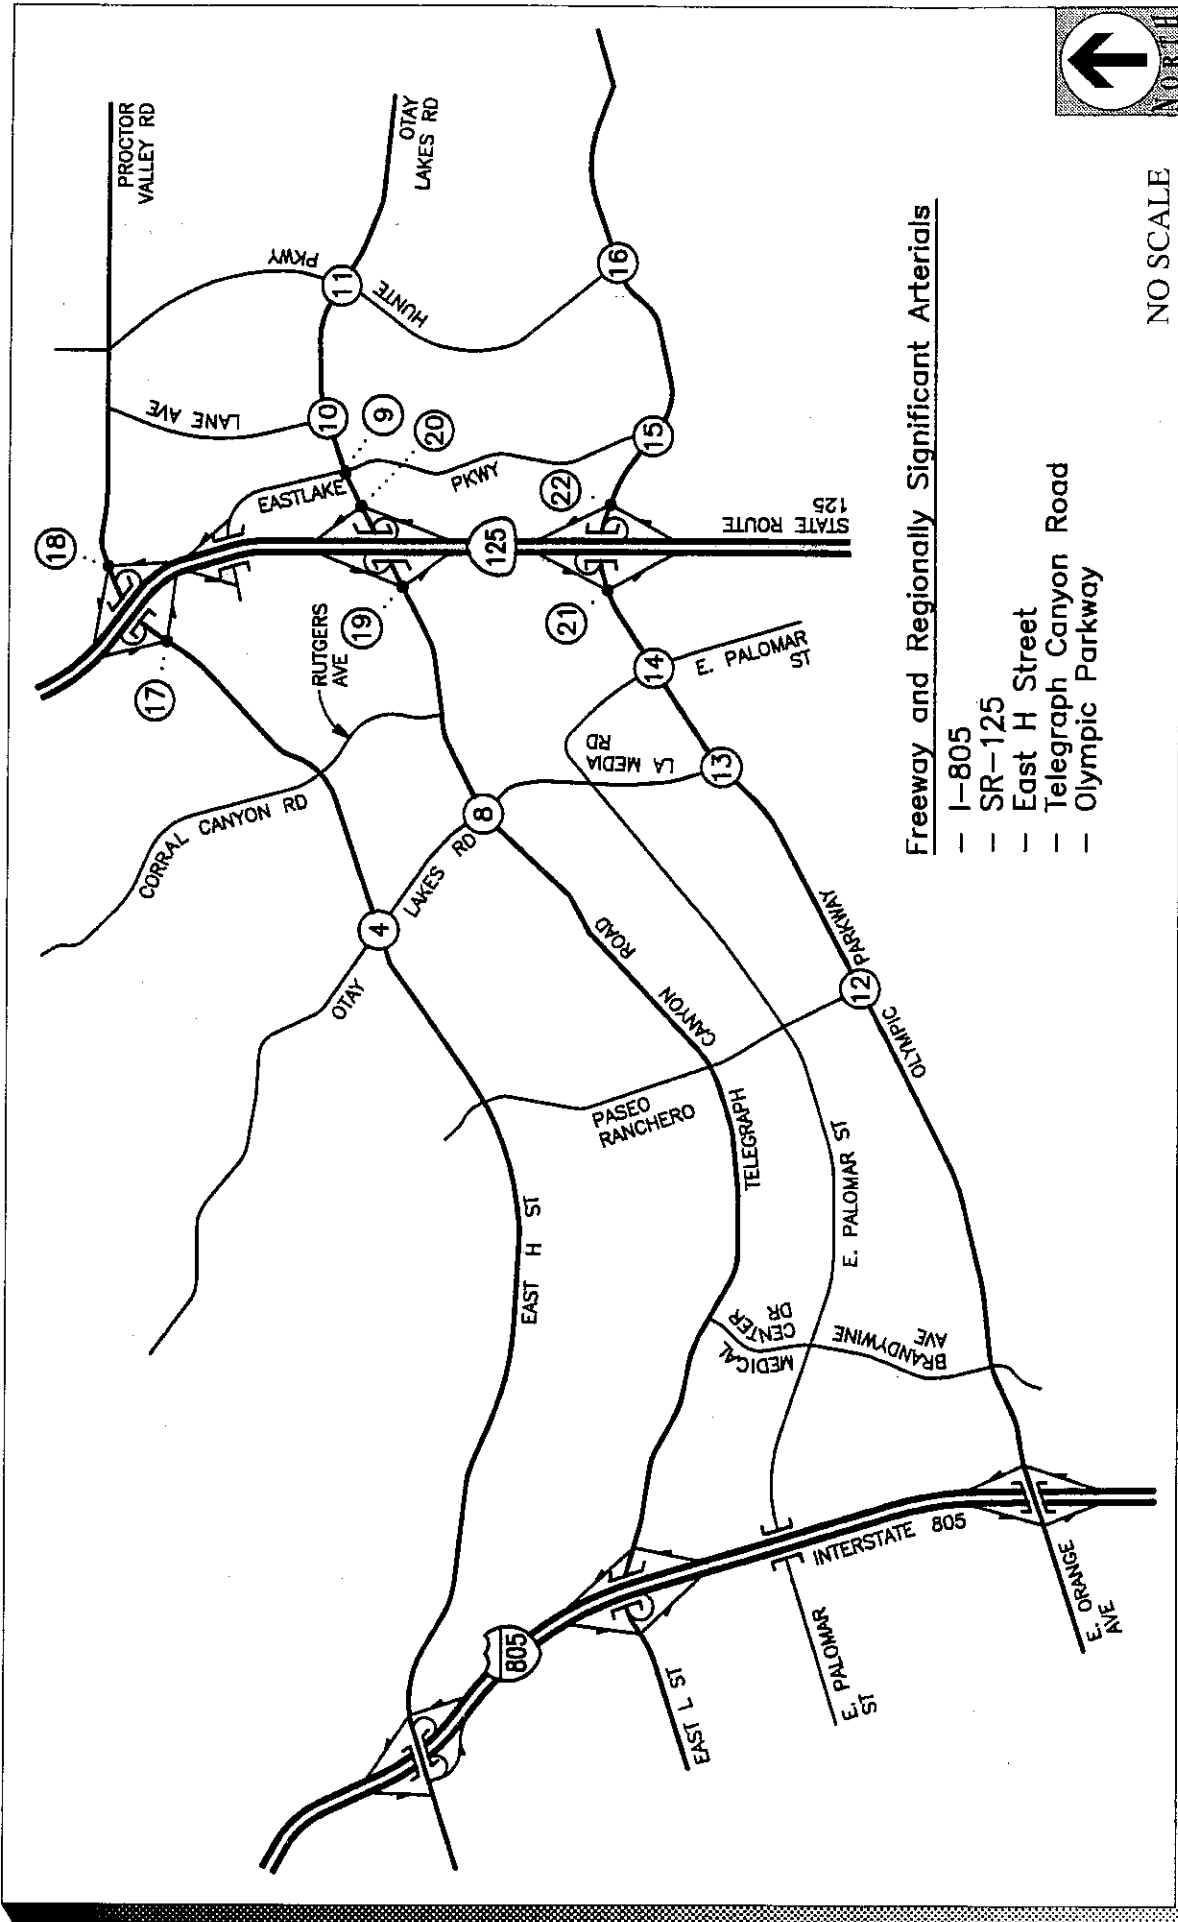 PROCTOR
VALLEY RD
OTAY
LAKES RD
HUNTE
PKWY
LANE AVE
EASTLAKE
PKWY
STATE ROUTE
125
125
RUTGERS
AVE
CORRAL CANYON RD
OTAY
LAKES RD
LA MEDIA
RD
E. PALOMAR
ST
PASEO
RANCHERO
TELEGRAPH
CANYON
ROAD
OLYMPIC
PARKWAY
EAST H ST
E. PALOMAR ST
MEDICAL
CENTER
DR
BRANDYWINE
AVE
INTERSTATE 805
805
EAST L ST
E. PALOMAR
ST
E. ORANGE
AVE
4
8
9
10
11
12
13
14
15
16
17
18
19
20
21
22
Freeway and Regionally Significant Arterials
- I-805
- SR-125
- East H Street
- Telegraph Canyon Road
- Olympic Parkway
NO SCALE
NORTH